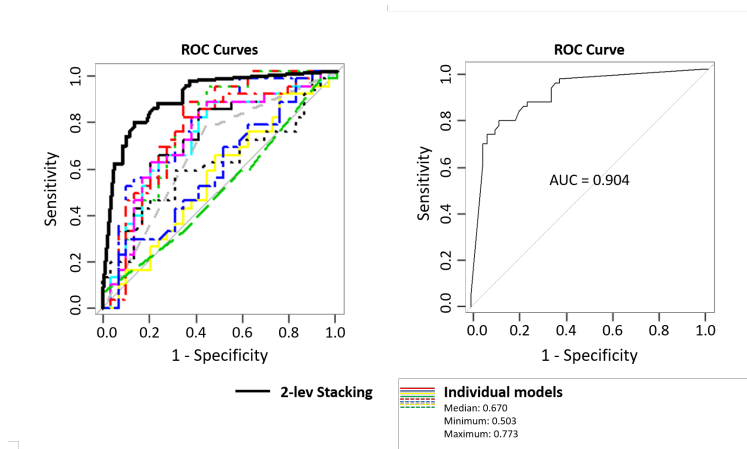 ROC Curves
1.0
0.8
0.6
0.4
0.2
0.0
Sensitivity
0.0 0.2 0.4 0.6 0.8 1.0
1 - Specificity
ROC Curve
1.0
0.8
0.6
0.4
0.2
0.0
Sensitivity
AUC = 0.904
0.0 0.2 0.4 0.6 0.8 1.0
1 - Specificity
2-lev Stacking
Individual models
Median: 0.670
Minimum: 0.503
Maximum: 0.773